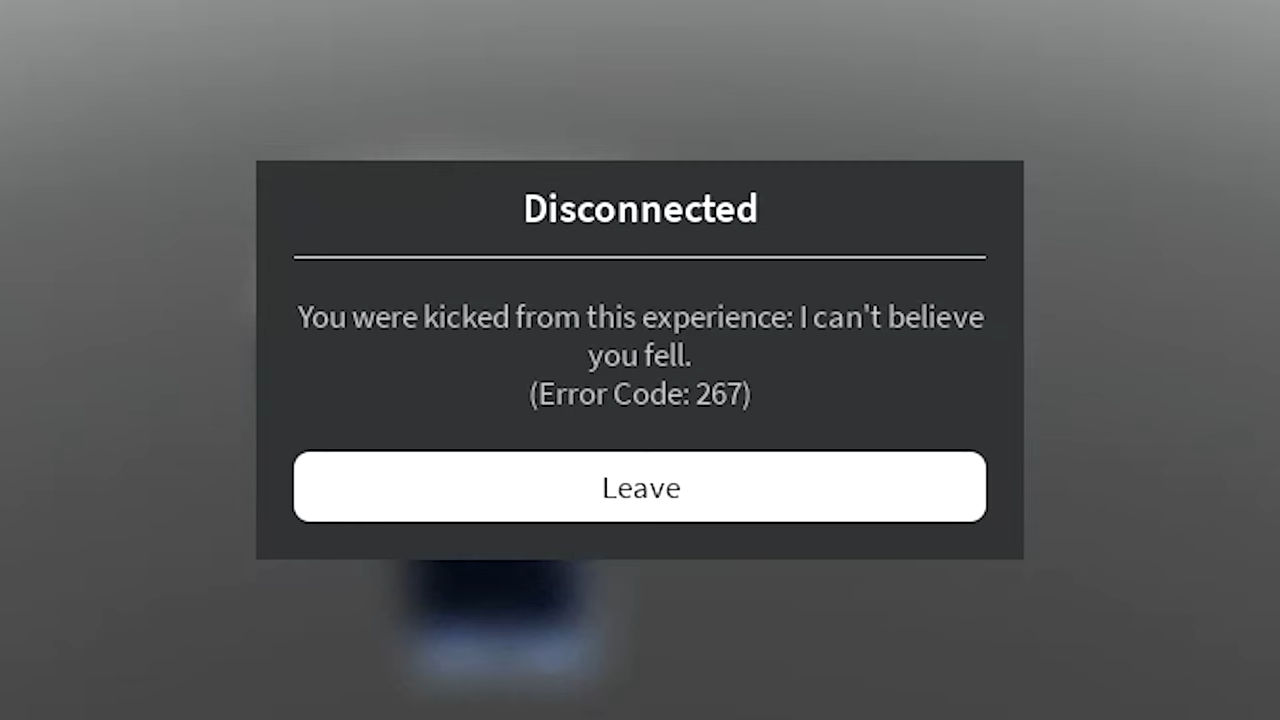 Disconnected
You were kicked from this experience: I can't believe
you fell.
(Error Code: 267)
Leave